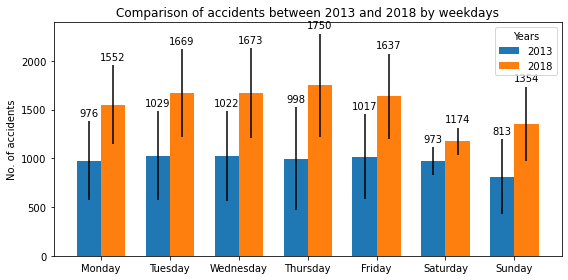 Comparison of accidents between 2013 and 2018 by weekdays
No. of accidents
2000
1500
1000
500
0
Years
2013
2018
976
1552
1029
1669
1022
1673
998
1750
1017
1637
973
1174
813
1354
Monday
Tuesday
Wednesday
Thursday
Friday
Saturday
Sunday